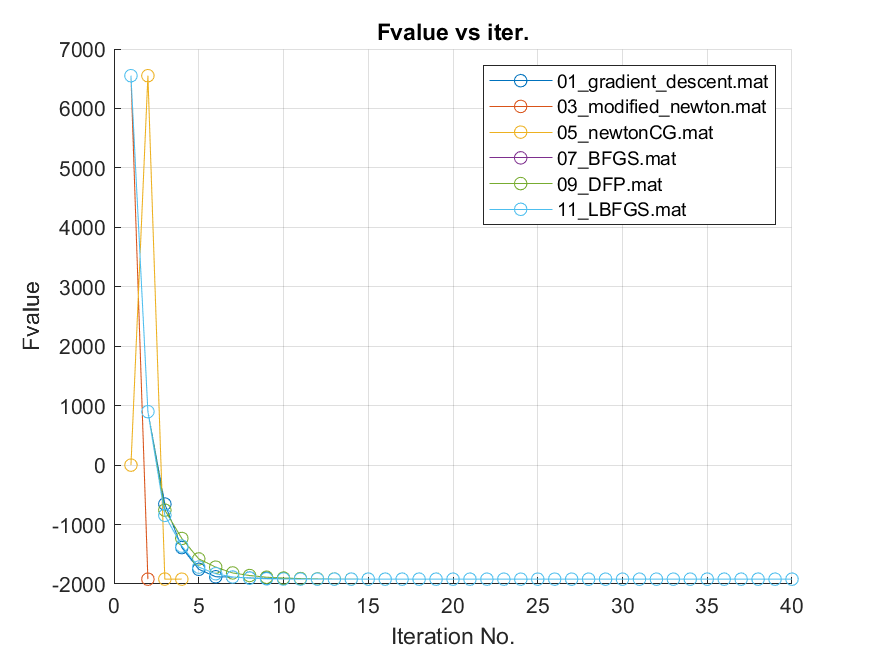 Fvalue vs iter.
7000
6000
5000
4000
3000
2000
1000
0
-1000
-2000
Fvalue
01_gradient_descent.mat
03_modified_newton.mat
05_newtonCG.mat
07_BFGS.mat
09_DFP.mat
11_LBFGS.mat
0 5 10 15 20 25 30 35 40
Iteration No.